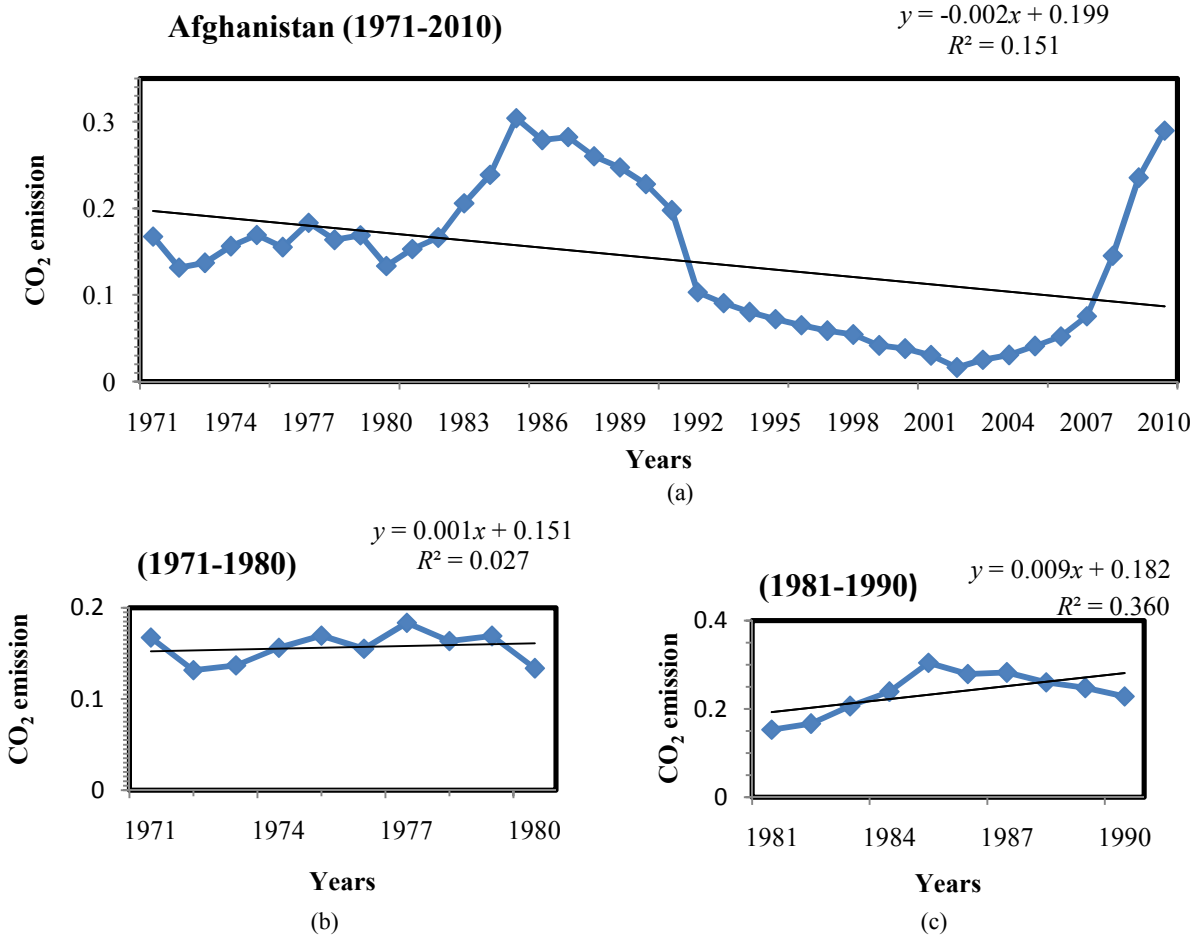 Afghanistan (1971-2010)
y = -0.002x + 0.199
R² = 0.151
CO₂ emission
0.3
0.2
0.1
0
1971 1974 1977 1980 1983 1986 1989 1992 1995 1998 2001 2004 2007 2010
Years
(a)
(1971-1980)
y = 0.001x + 0.151
R² = 0.027
CO₂ emission
0.2
0.1
0
1971 1974 1977 1980
Years
(b)
(1981-1990)
y = 0.009x + 0.182
R² = 0.360
CO₂ emission
0.4
0.2
0
1981 1984 1987 1990
Years
(c)